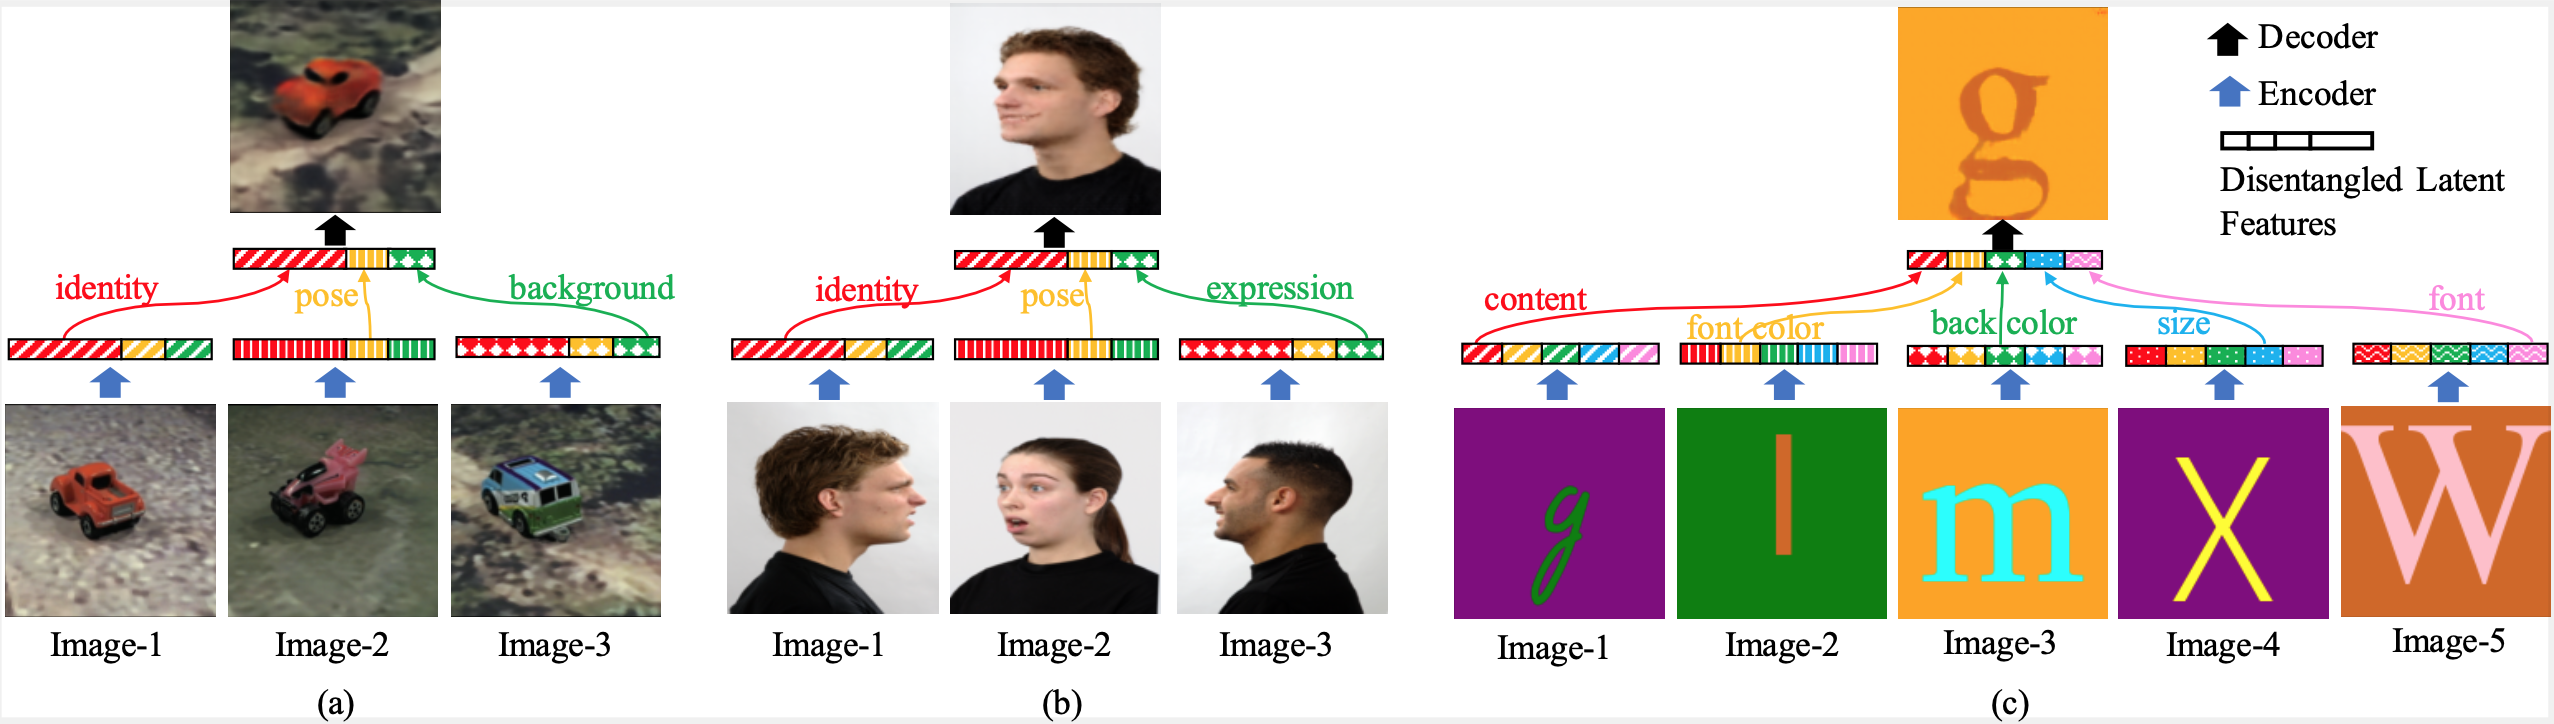 Decoder
Encoder
Disentangled Latent
Features
identity
pose
background
identity
pose
expression
content
font color
back color
size
font
g
g
l
m
X
W
Image-1
Image-2
Image-3
Image-1
Image-2
Image-3
Image-1
Image-2
Image-3
Image-4
Image-5
(a)
(b)
(c)